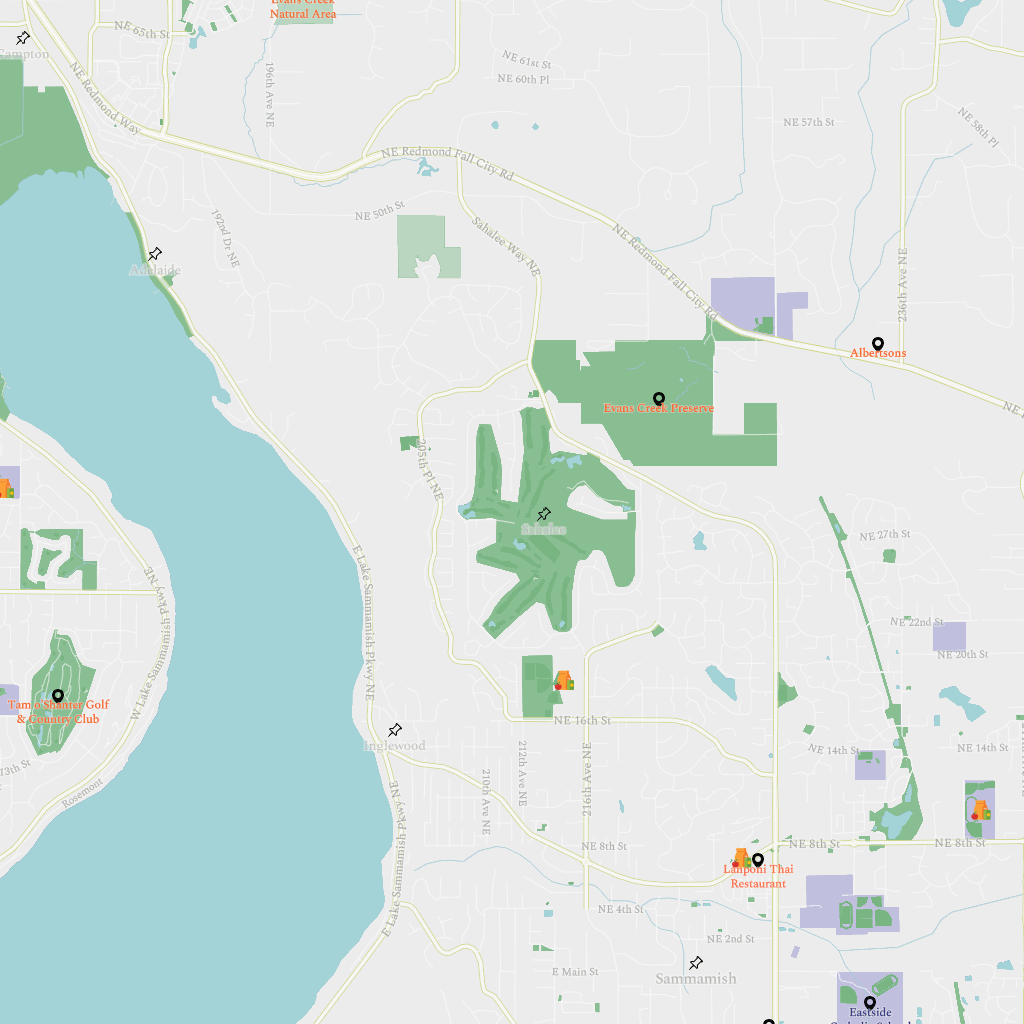 Evans Creek
Natural Area
NE 65th St
Campton
NE 61st St
NE 60th Pl
196th Ave NE
NE Redmond Way
NE 57th St
NE 58th Pl
NE Redmond Fall City Rd
NE 50th St
192nd Dr NE
Sahalee Way NE
NE Redmond Fall City Rd
236th Ave NE
Adelaide
Albertsons
Evans Creek Preserve
NE
205th Pl NE
Sahalee
NE 27th St
E Lake Sammamish Pkwy NE
W Lake Sammamish Pkwy NE
NE 22nd St
NE 20th St
Tam o'Shanter Golf
& Country Club
NE 16th St
Inglewood
NE 14th St
NE 14th St
13th St
Rosemont
212th Ave NE
210th Ave NE
216th Ave NE
E Lake Sammamish Pkwy NE
NE 8th St
NE 8th St
NE 8th St
Restaurant
NE 4th St
NE 2nd St
E Main St
Sammamish
Eastside